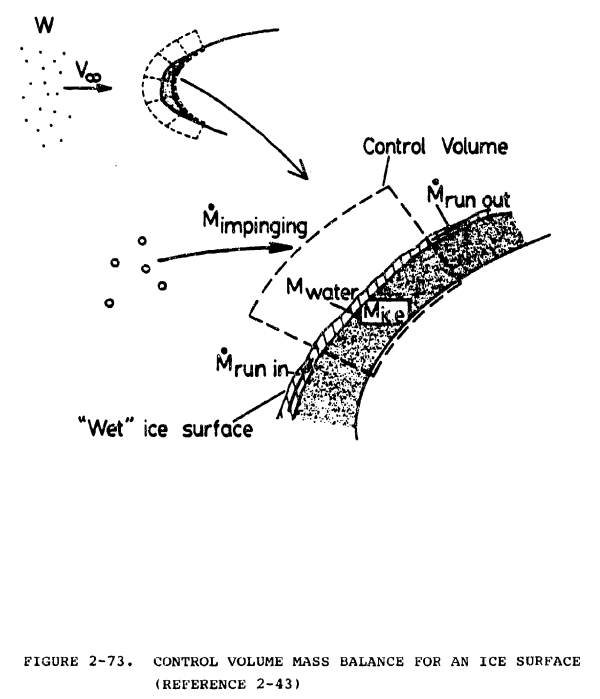 W
V∞
Control Volume
Ṁrun out
Ṁimpinging
Mwater
Mice
Ṁrun in
"Wet" ice surface
FIGURE 2-73. CONTROL VOLUME MASS BALANCE FOR AN ICE SURFACE
(REFERENCE 2-43)